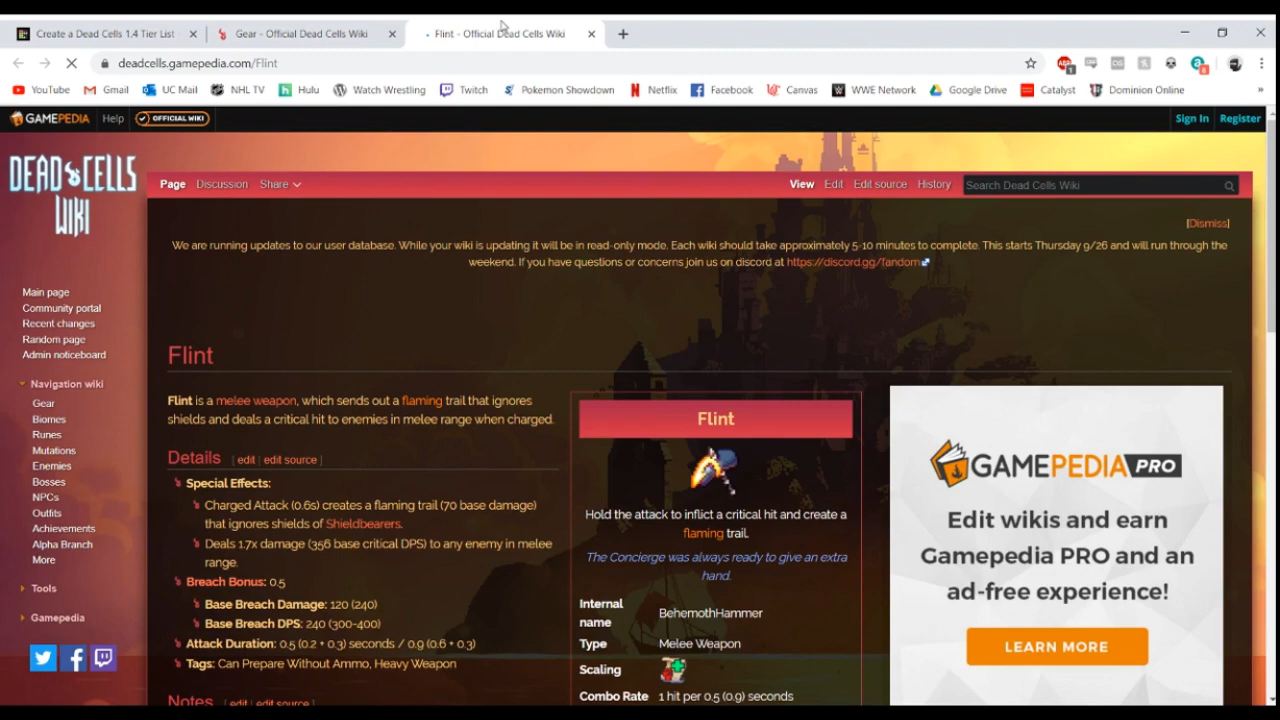 Create a Dead Cells 1.4 Tier List
Gear - Official Dead Cells Wiki
Flint - Official Dead Cells Wiki
deadcells.gamepedia.com/Flint
YouTube
Gmail
UC Mail
NHL TV
Hulu
Watch Wrestling
Twitch
Pokemon Showdown
Netflix
Facebook
Canvas
WWE Network
Google Drive
Catalyst
Dominion Online
»
GAMEPEDIA
Help
OFFICIAL WIKI
Sign In
Register
DEAD CELLS
WIKI
Page
Discussion
Share
View
Edit
Edit source
History
Search Dead Cells Wiki
[Dismiss]
We are running updates to our user database. While your wiki is updating it will be in read-only mode. Each wiki should take approximately 5-10 minutes to complete. This starts Thursday 9/26 and will run through the
weekend. If you have questions or concerns join us on discord at https://discord.gg/fandom
Main page
Community portal
Recent changes
Random page
Admin noticeboard
Navigation wiki
Gear
Biomes
Runes
Mutations
Enemies
Bosses
NPCs
Outfits
Achievements
Alpha Branch
More
Tools
Gamepedia
Flint
Flint is a melee weapon, which sends out a flaming trail that ignores
shields and deals a critical hit to enemies in melee range when charged.
Details [ edit | edit source ]
Special Effects:
Charged Attack (0.6s) creates a flaming trail (70 base damage)
that ignores shields of Shieldbearers.
Deals 1.7x damage (356 base critical DPS) to any enemy in melee
range.
Breach Bonus: 0.5
Base Breach Damage: 120 (240)
Base Breach DPS: 240 (300-400)
Attack Duration: 0.5 (0.2 + 0.3) seconds / 0.9 (0.6 + 0.3)
Tags: Can Prepare Without Ammo, Heavy Weapon
Notes [ edit | edit source ]
Flint
Hold the attack to inflict a critical hit and create a
flaming trail.
The Concierge was always ready to give an extra
hand.
Internal
name
BehemothHammer
Type
Melee Weapon
Scaling
Combo Rate
1 hit per 0.5 (0.9) seconds
GAMEPEDIA PRO
Edit wikis and earn
Gamepedia PRO and an
ad-free experience!
LEARN MORE